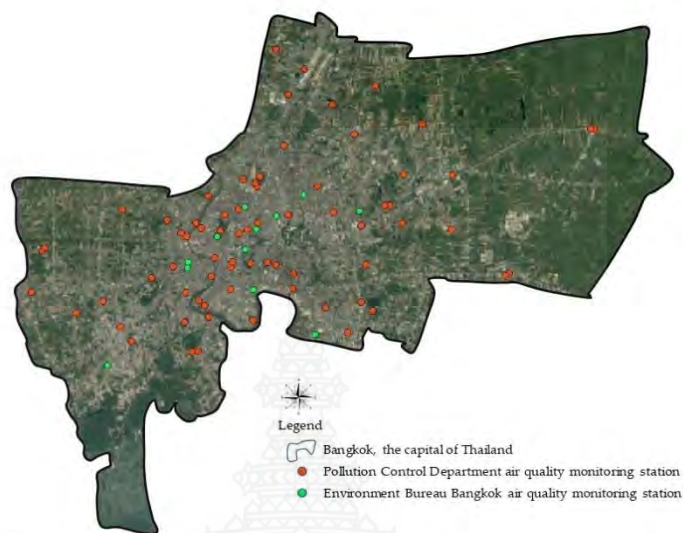 Legend
Bangkok, the capital of Thailand
Pollution Control Department air quality monitoring station
Environment Bureau Bangkok air quality monitoring station